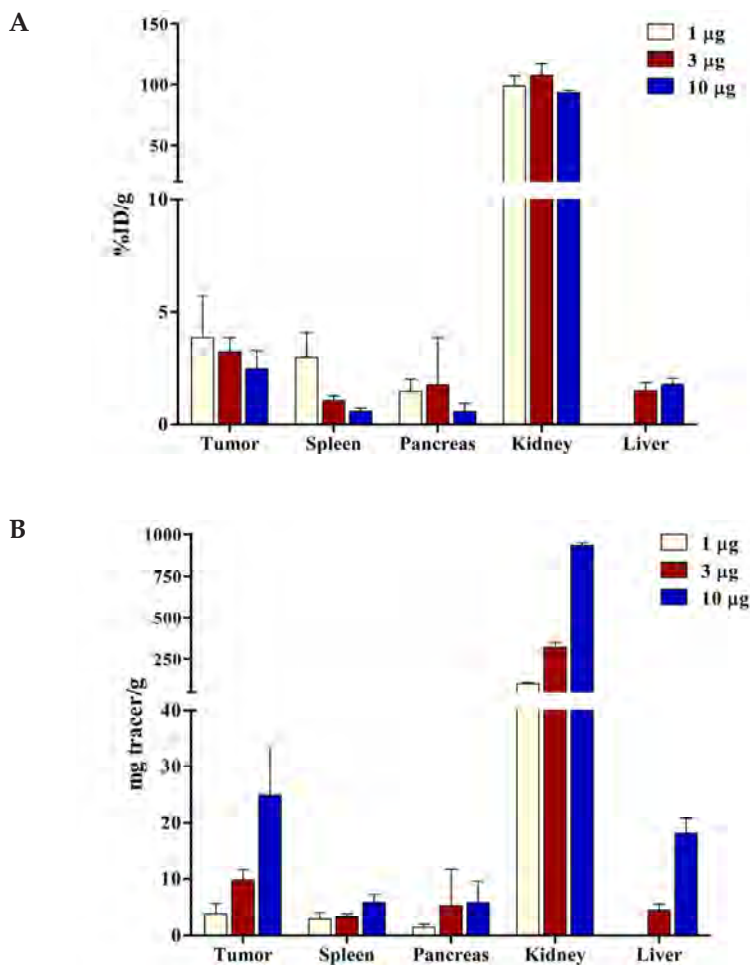 A
150
100
50
10
5
0
%ID/g
1 µg
3 µg
10 µg
Tumor Spleen Pancreas Kidney Liver
B
1000
750
500
250
40
30
20
10
0
mg tracer/g
1 µg
3 µg
10 µg
Tumor Spleen Pancreas Kidney Liver